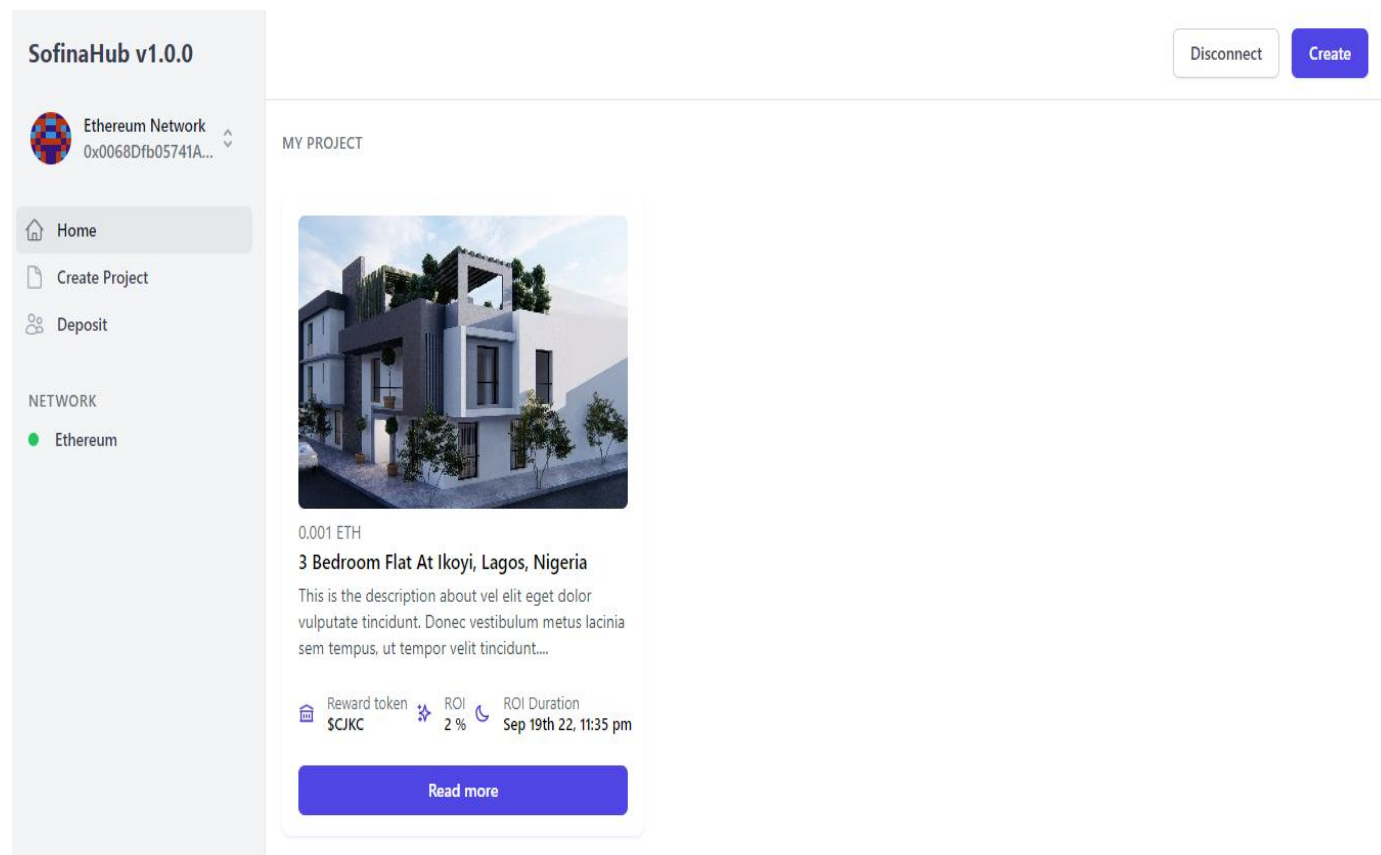 SofinaHub v1.0.0
Disconnect
Create
Ethereum Network
0x0068Dfb05741A...
MY PROJECT
Home
Create Project
Deposit
NETWORK
Ethereum
0.001 ETH
3 Bedroom Flat At Ikoyi, Lagos, Nigeria
This is the description about vel elit eget dolor
vulputate tincidunt. Donec vestibulum metus lacinia
sem tempus, ut tempor velit tincidunt....
Reward token
$CJKC
ROI
2 %
ROI Duration
Sep 19th 22, 11:35 pm
Read more